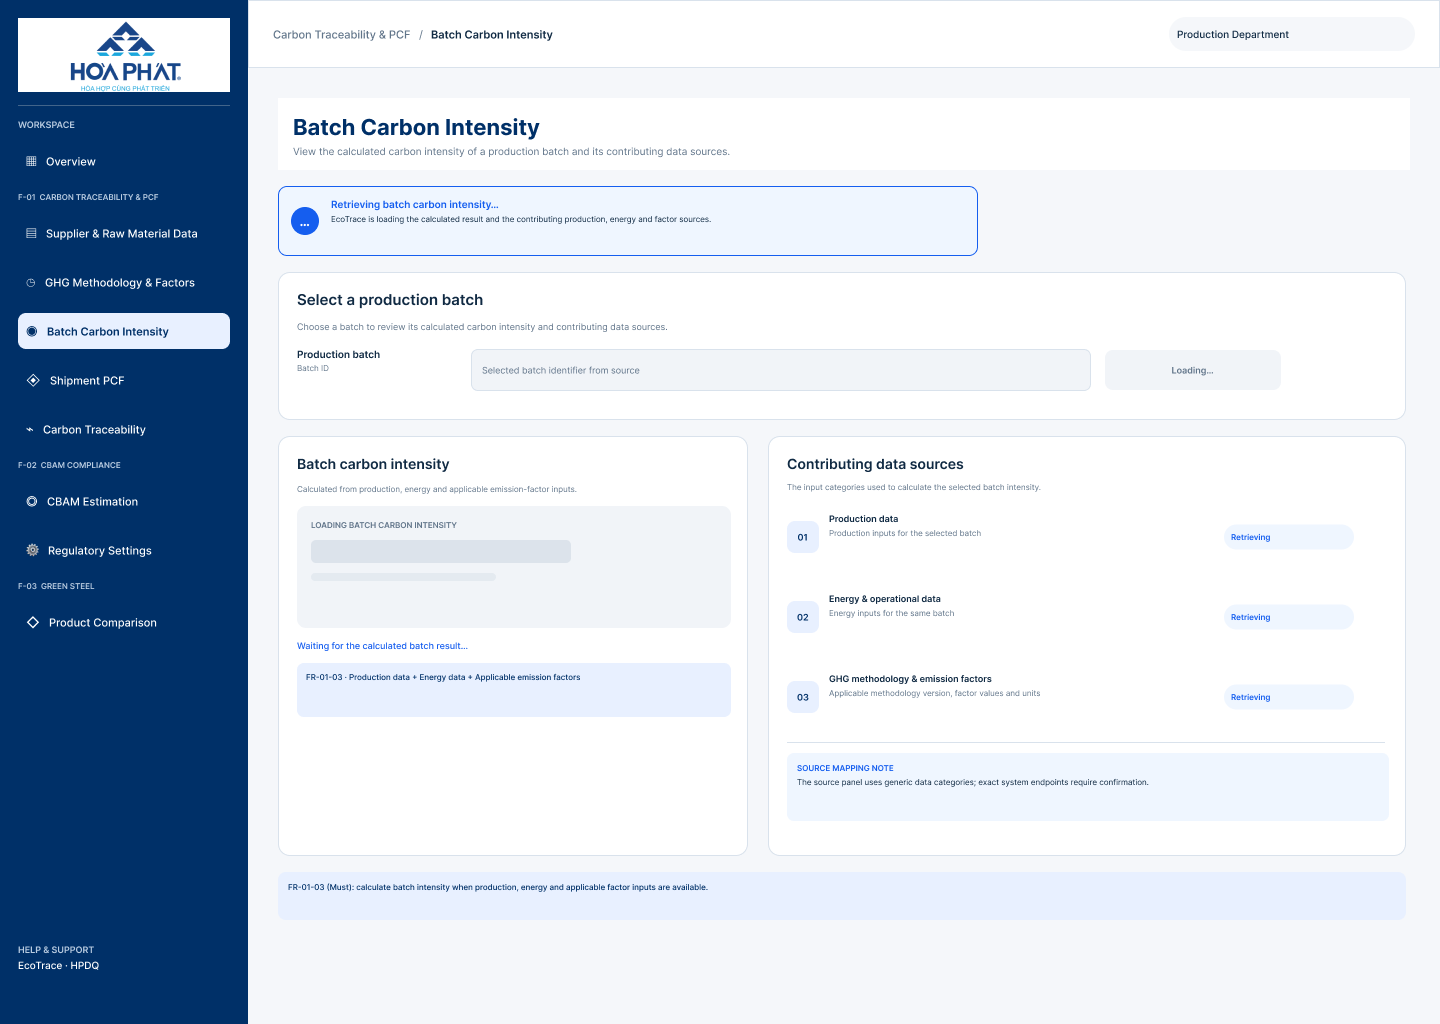 HÒA PHÁT
HÒA HỢP CÙNG PHÁT TRIỂN
WORKSPACE
Overview
F-01 CARBON TRACEABILITY & PCF
Supplier & Raw Material Data
GHG Methodology & Factors
Batch Carbon Intensity
Shipment PCF
Carbon Traceability
F-02 CBAM COMPLIANCE
CBAM Estimation
Regulatory Settings
F-03 GREEN STEEL
Product Comparison
HELP & SUPPORT
EcoTrace · HPDQ
Carbon Traceability & PCF / Batch Carbon Intensity
Production Department
Batch Carbon Intensity
View the calculated carbon intensity of a production batch and its contributing data sources.
...
Retrieving batch carbon intensity...
EcoTrace is loading the calculated result and the contributing production, energy and factor sources.
Select a production batch
Choose a batch to review its calculated carbon intensity and contributing data sources.
Production batch
Batch ID
Selected batch identifier from source
Loading...
Batch carbon intensity
Calculated from production, energy and applicable emission-factor inputs.
LOADING BATCH CARBON INTENSITY
Waiting for the calculated batch result...
FR-01-03 · Production data + Energy data + Applicable emission factors
Contributing data sources
The input categories used to calculate the selected batch intensity.
01
Production data
Production inputs for the selected batch
Retrieving
02
Energy & operational data
Energy inputs for the same batch
Retrieving
03
GHG methodology & emission factors
Applicable methodology version, factor values and units
Retrieving
SOURCE MAPPING NOTE
The source panel uses generic data categories; exact system endpoints require confirmation.
FR-01-03 (Must): calculate batch intensity when production, energy and applicable factor inputs are available.